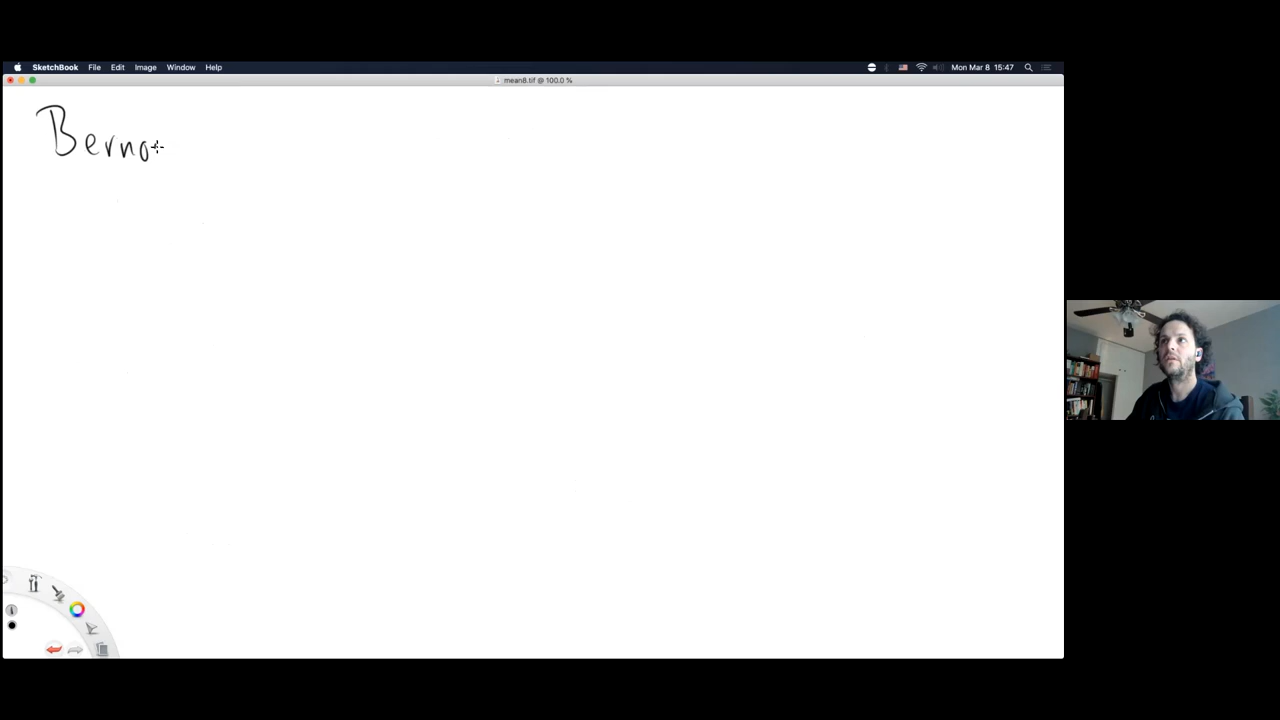 SketchBook File Edit Image Window Help Mon Mar 8 15:47
mean8.tif @ 100.0 %
Berno